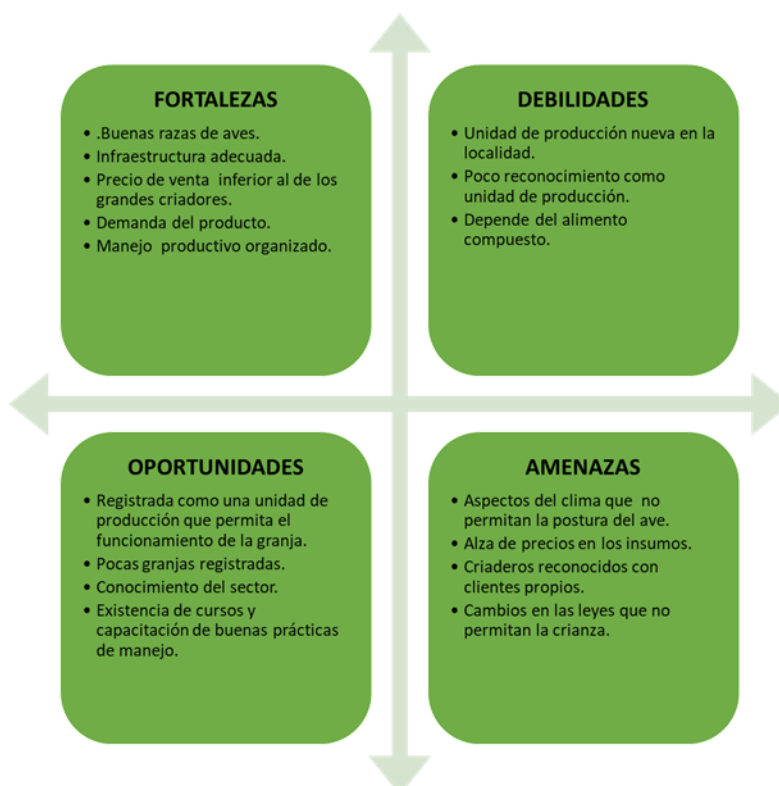 FORTALEZAS
• .Buenas razas de aves.
• Infraestructura adecuada.
• Precio de venta  inferior al de los
grandes criadores.
• Demanda del producto.
• Manejo  productivo organizado.
DEBILIDADES
• Unidad de producción nueva en la
localidad.
• Poco reconocimiento como
unidad de producción.
• Depende del alimento
compuesto.
OPORTUNIDADES
• Registrada como una unidad de
producción que permita el
funcionamiento de la granja.
• Pocas granjas registradas.
• Conocimiento del sector.
• Existencia de cursos y
capacitación de buenas prácticas
de manejo.
AMENAZAS
• Aspectos del clima que  no
permitan la postura del ave.
• Alza de precios en los insumos.
• Criaderos reconocidos con
clientes propios.
• Cambios en las leyes que no
permitan la crianza.